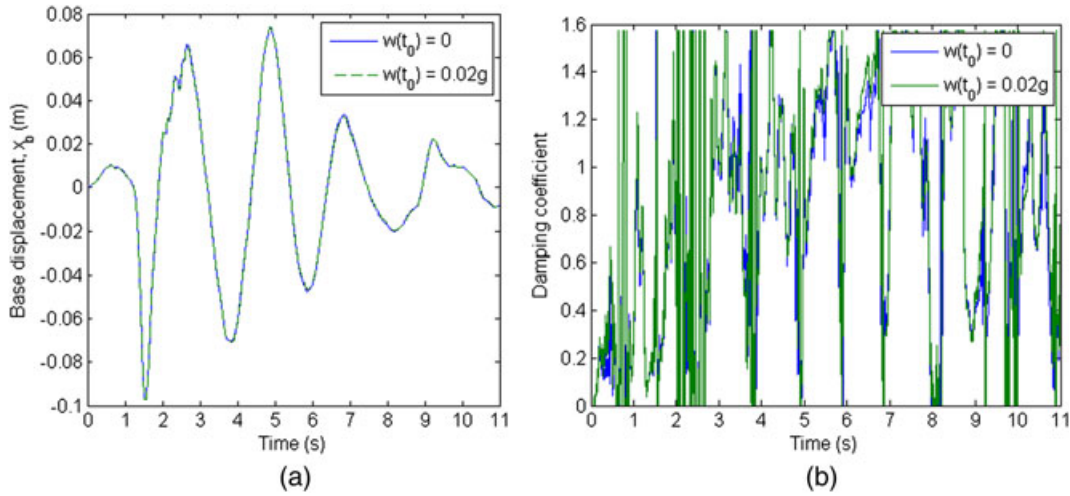 0.08
0.06
0.04
0.02
0
-0.02
-0.04
-0.06
-0.08
-0.1
Base displacement, x_b (m)
w(t_0) = 0
w(t_0) = 0.02g
0 1 2 3 4 5 6 7 8 9 10 11
Time (s)
(a)
1.6
1.4
1.2
1
0.8
0.6
0.4
0.2
0
Damping coefficient
w(t_0) = 0
w(t_0) = 0.02g
0 1 2 3 4 5 6 7 8 9 10 11
Time (s)
(b)